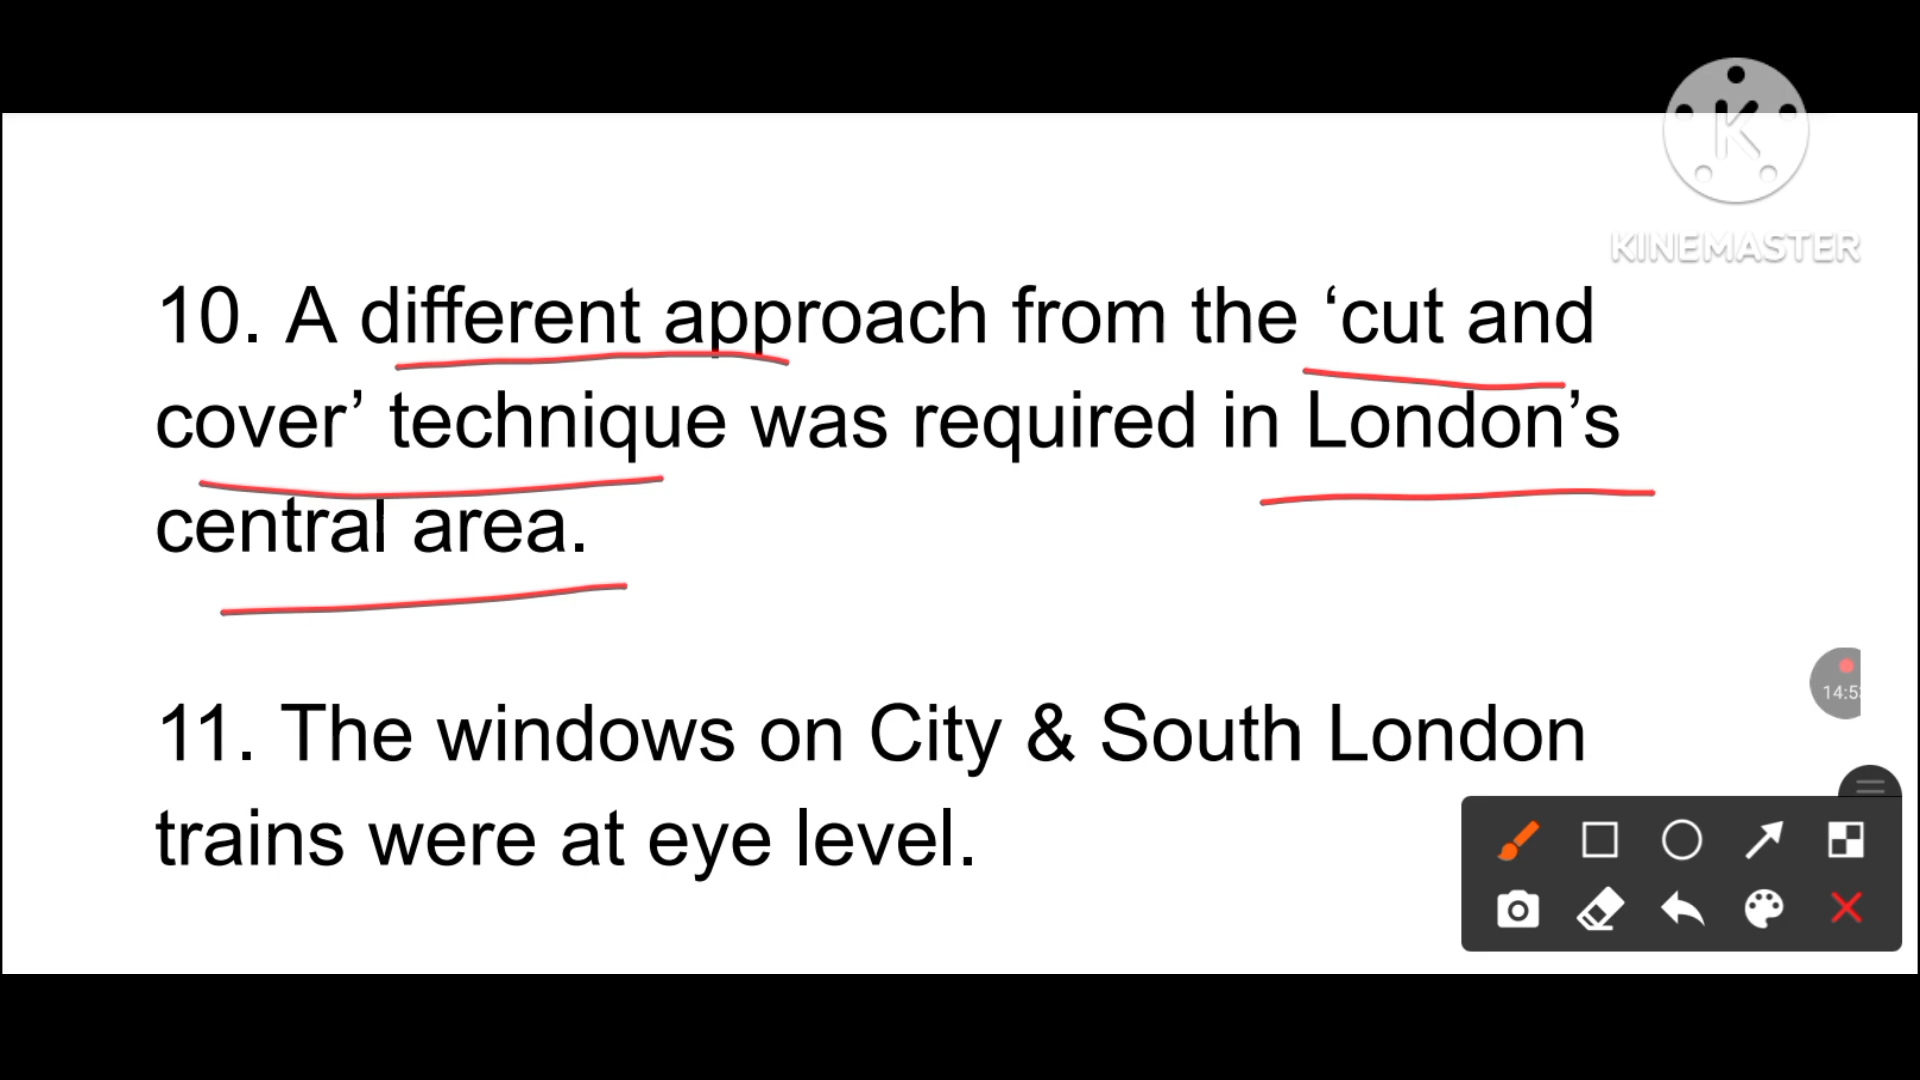 KINEMASTER
10. A different approach from the ‘cut and
cover’ technique was required in London’s
central area.
11. The windows on City & South London
trains were at eye level.